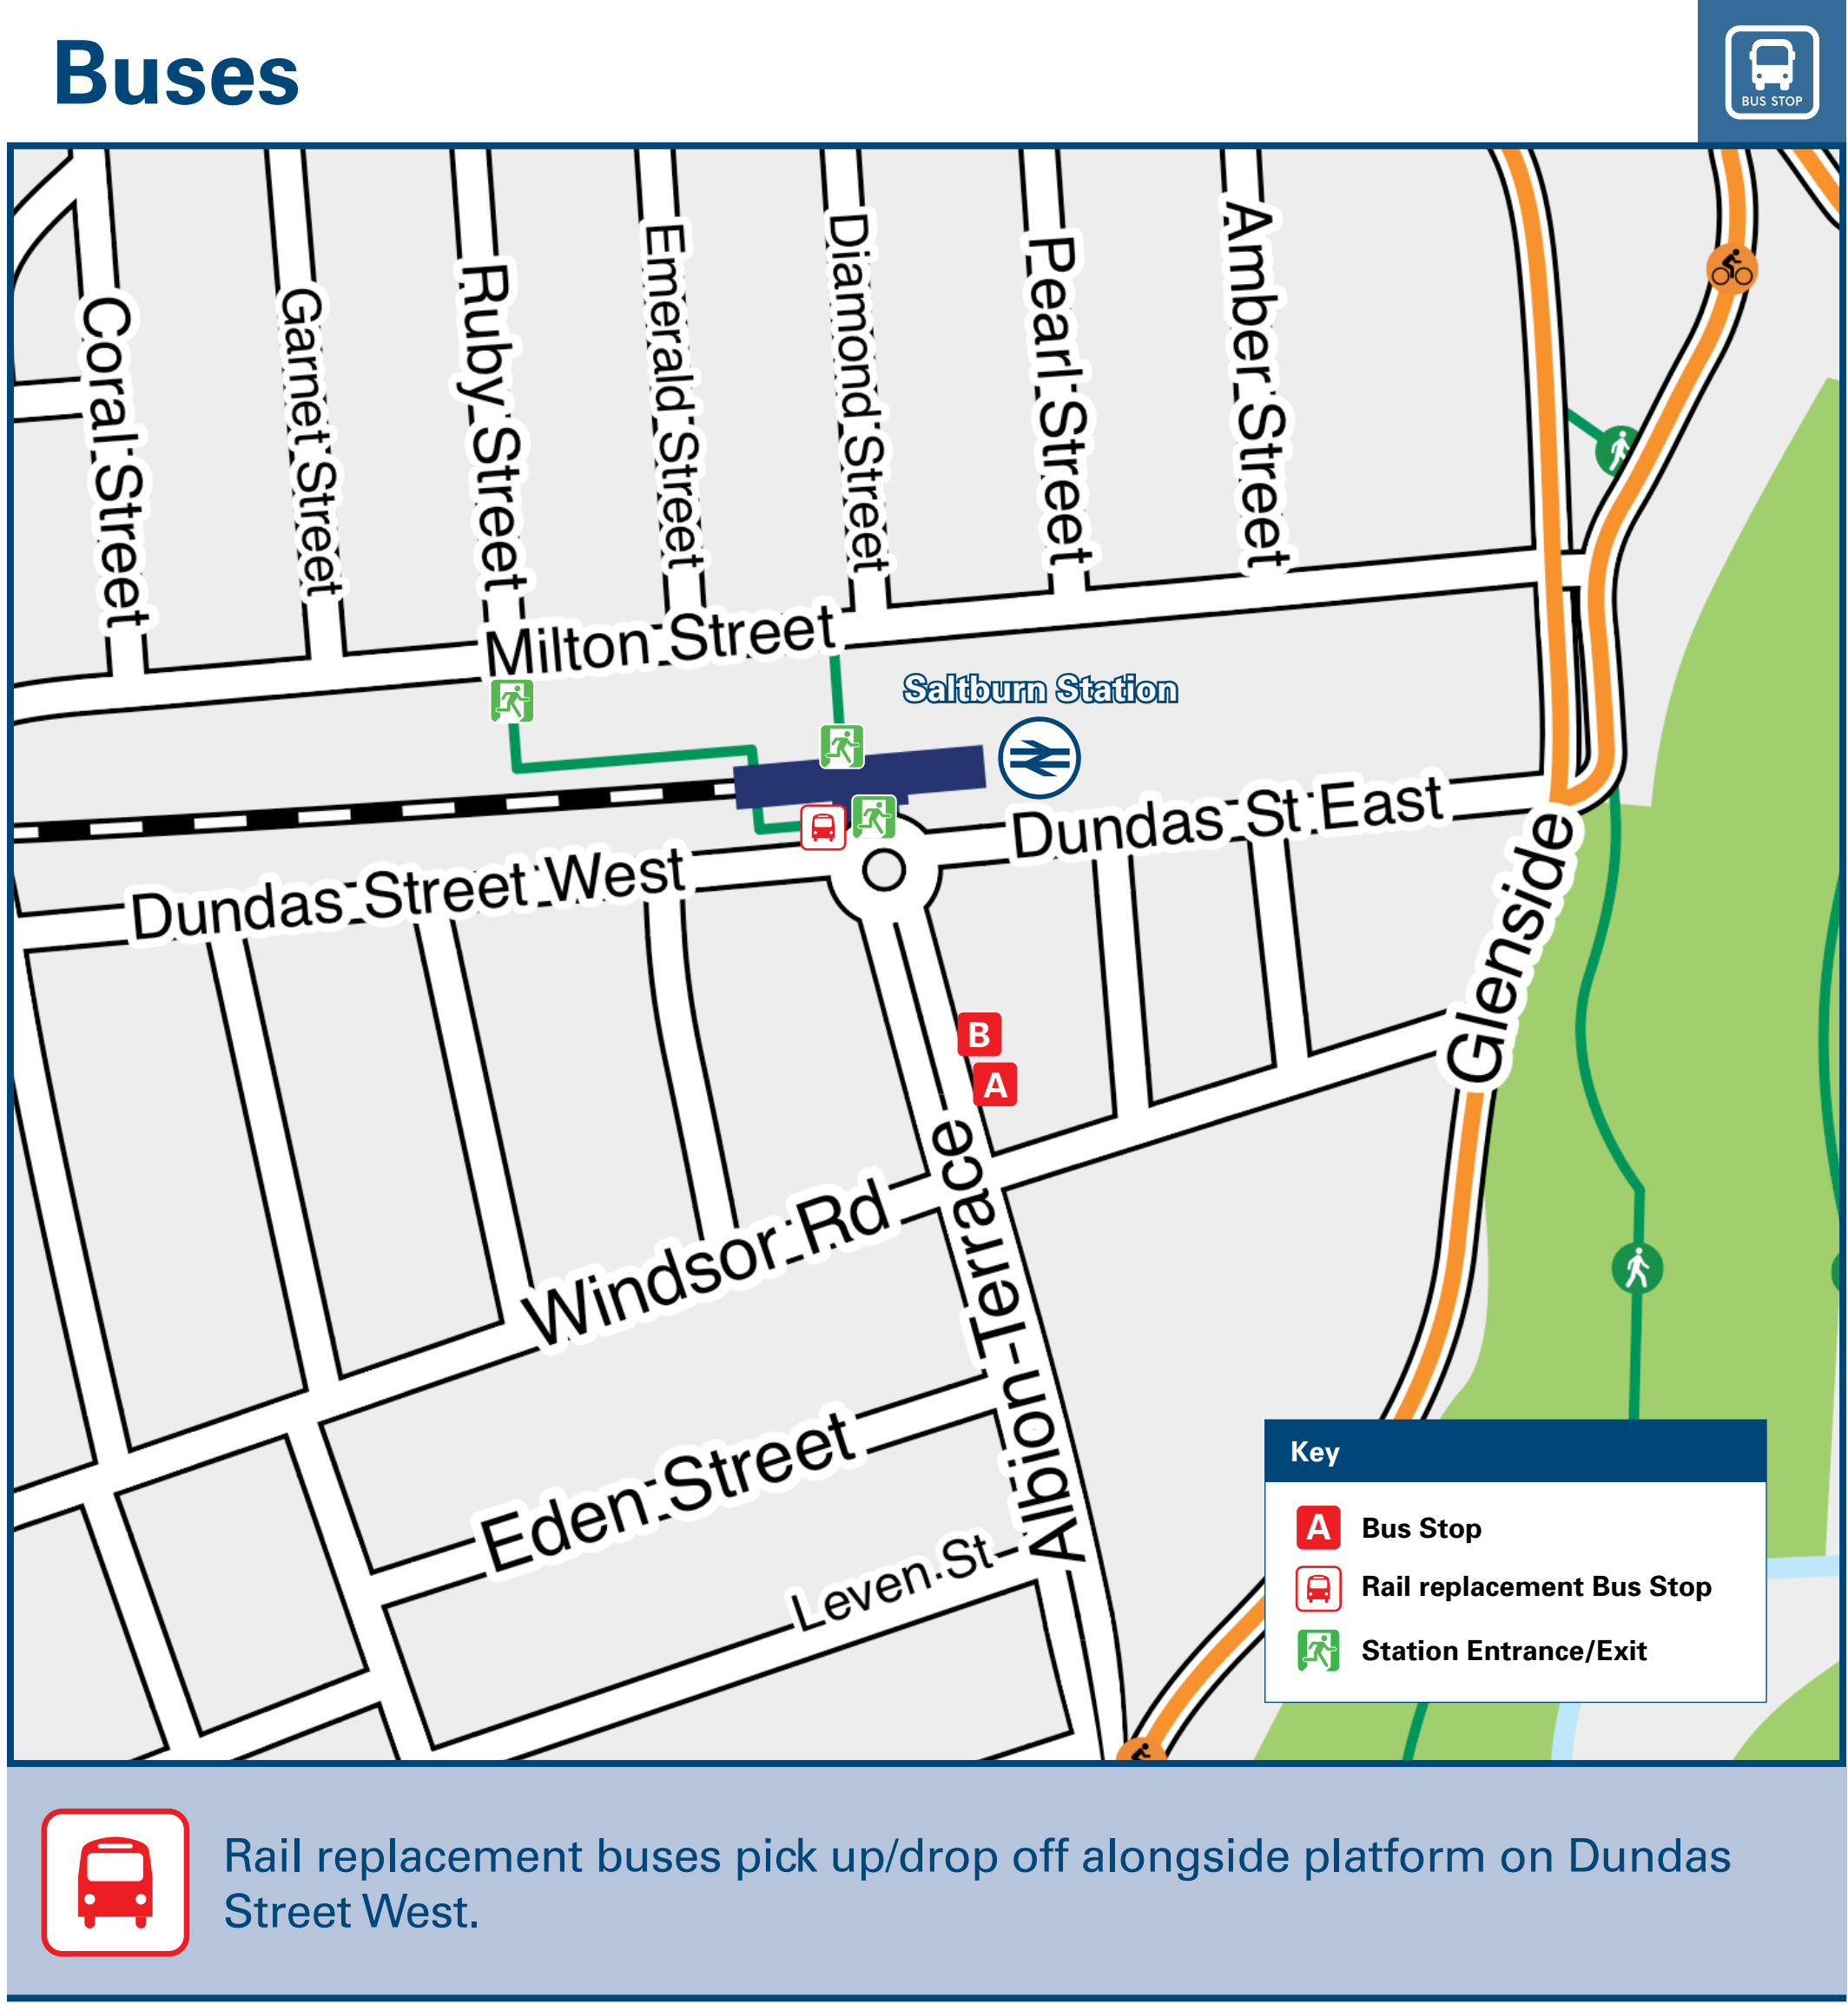 Buses
BUS STOP
Coral Street
Garnet Street
Ruby Street
Emerald Street
Diamond Street
Pearl Street
Amber Street
Milton Street
Saltburn Station
Dundas St East
Dundas Street West
Glenside
B
A
Albion Terrace
Windsor Rd
Eden Street
Leven St
Key
A Bus Stop
Rail replacement Bus Stop
Station Entrance/Exit
Rail replacement buses pick up/drop off alongside platform on Dundas
Street West.